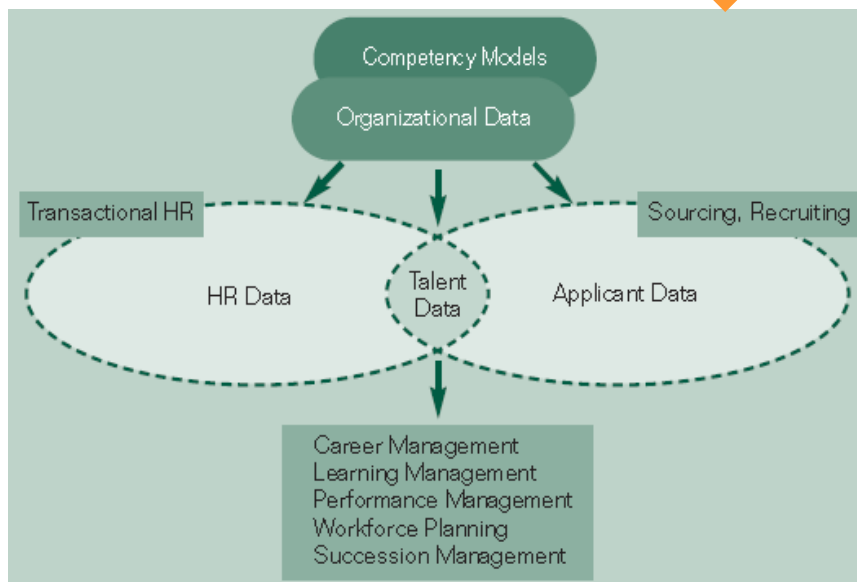 Competency Models
Organizational Data
Transactional HR
Sourcing, Recruiting
HR Data
Talent
Data
Applicant Data
Career Management
Learning Management
Performance Management
Workforce Planning
Succession Management